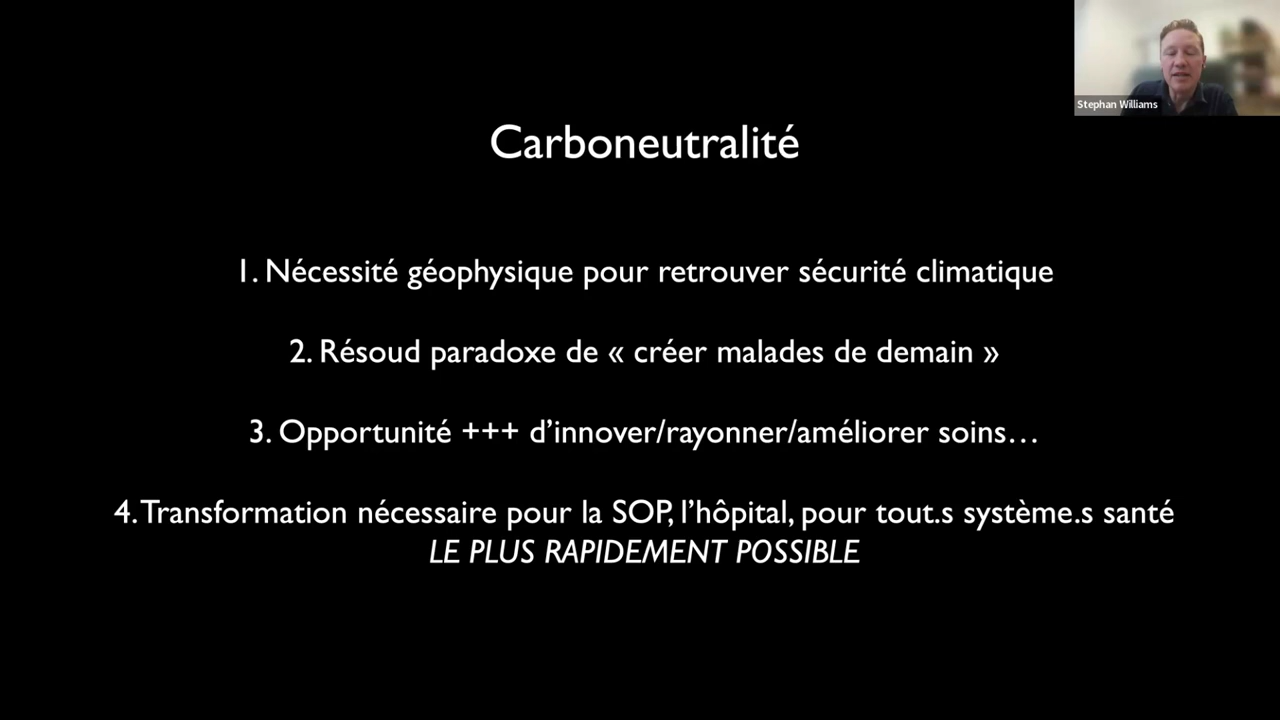 Stephan Williams
Carboneutralité
1. Nécessité géophysique pour retrouver sécurité climatique
2. Résoud paradoxe de « créer malades de demain »
3. Opportunité +++ d’innover/rayonner/améliorer soins…
4. Transformation nécessaire pour la SOP, l’hôpital, pour tout.s système.s santé
LE PLUS RAPIDEMENT POSSIBLE